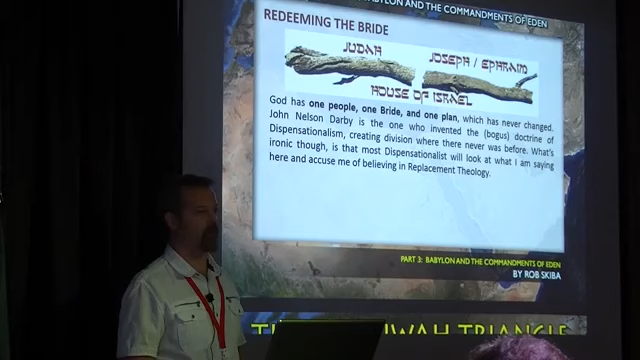 AND THE COMMANDMENTS OF EDEN
REDEEMING THE BRIDE
JUDAH
JOSEPH / EPHRAIM
HOUSE OF ISRAEL
God has one people, one Bride, and one plan, which has never changed.
John Nelson Darby is the one who invented the (bogus) doctrine of
Dispensationalism, creating division where there never was before. What's
ironic though, is that most Dispensationalist will look at what I am saying
here and accuse me of believing in Replacement Theology.
PART 3: BABYLON AND THE COMMANDMENTS OF EDEN
BY ROB SKIBA
TRIANGLE